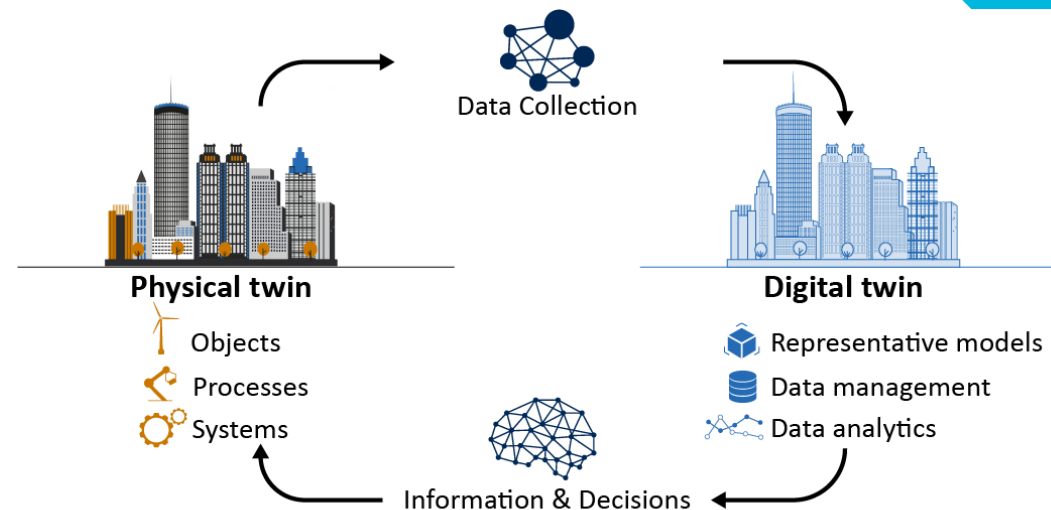 Data Collection
Physical twin
Digital twin
Objects
Processes
Systems
Representative models
Data management
Data analytics
Information & Decisions